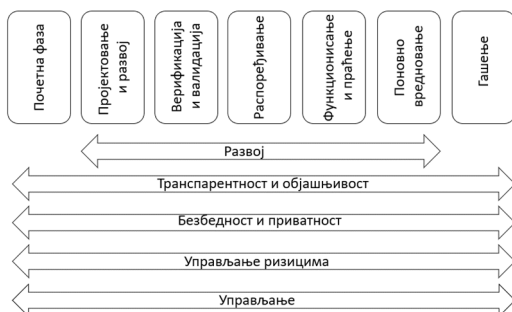 Почетна фаза
Пројектовање
и развој
Верификација
и валидација
Распоређивање
Функционисање
и праћење
Поновно
вредновање
Гашење
Развој
Транспарентност и објашњивост
Безбедност и приватност
Управљање ризицима
Управљање